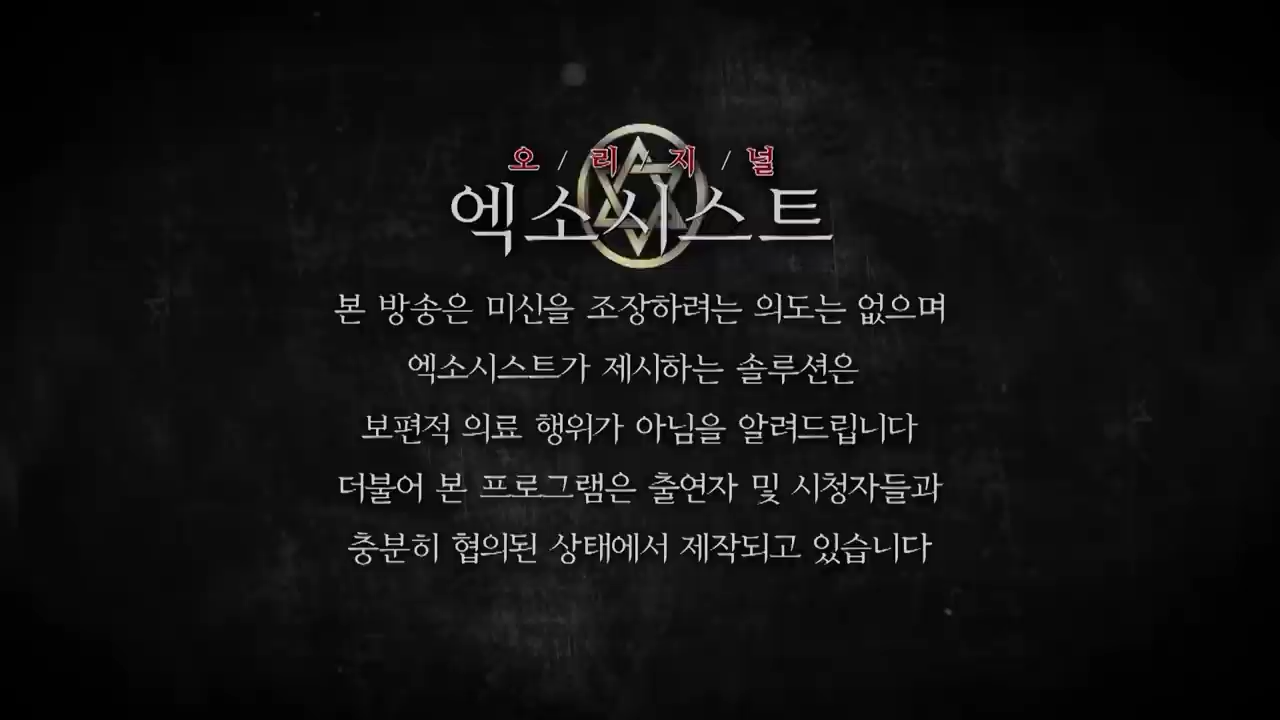 오/리/지/널
엑소시스트
본 방송은 미신을 조장하려는 의도는 없으며
엑소시스트가 제시하는 솔루션은
보편적 의료 행위가 아님을 알려드립니다
더불어 본 프로그램은 출연자 및 시청자들과
충분히 협의된 상태에서 제작되고 있습니다